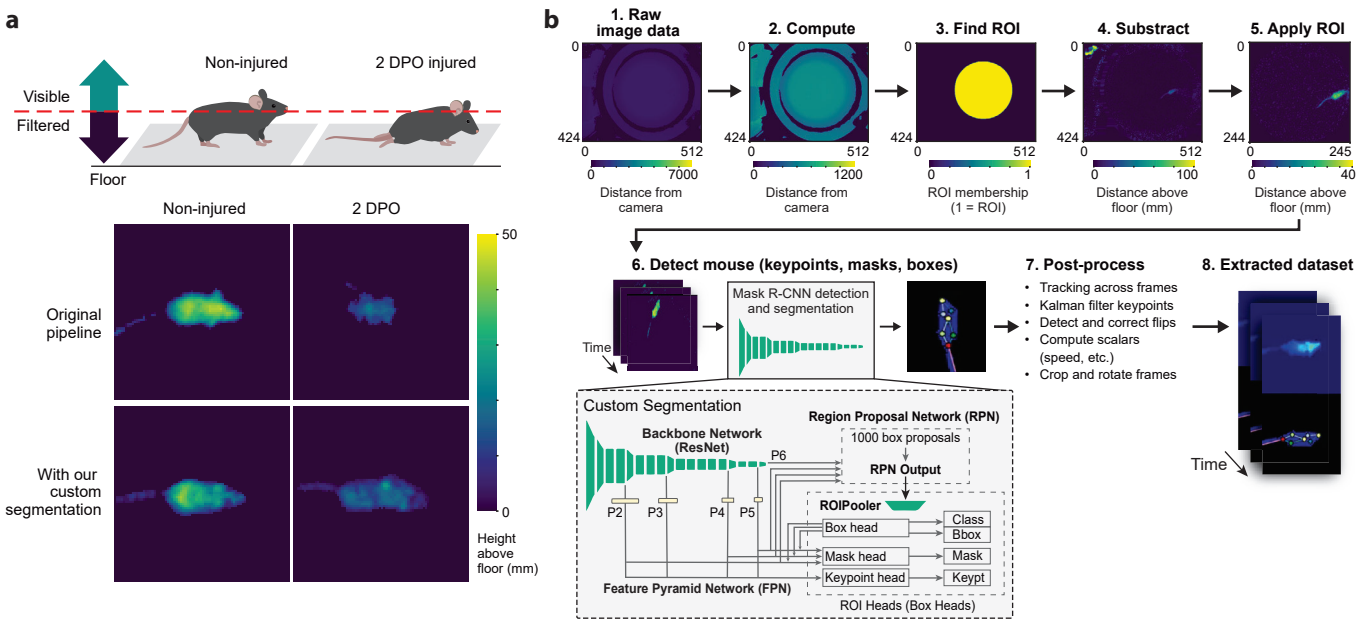 a
Non-injured
2 DPO injured
Visible
Filtered
Floor
Non-injured
2 DPO
Original
pipeline
With our
custom
segmentation
50
0
Height
above
floor (mm)
b
1. Raw
image data
0
424
0 512
0 7000
Distance from
camera
2. Compute
0
424
0 512
0 1200
Distance from
camera
3. Find ROI
0
424
0 512
0 1
ROI membership
(1 = ROI)
4. Substract
0
424
0 512
0 100
Distance above
floor (mm)
5. Apply ROI
0
244
0 245
0 40
Distance above
floor (mm)
6. Detect mouse (keypoints, masks, boxes)
Time
Mask R-CNN detection
and segmentation
7. Post-process
• Tracking across frames
• Kalman filter keypoints
• Detect and correct flips
• Compute scalars
(speed, etc.)
• Crop and rotate frames
8. Extracted dataset
Time
Custom Segmentation
Backbone Network
(ResNet)
P6
P2
P3
P4
P5
Feature Pyramid Network (FPN)
Region Proposal Network (RPN)
1000 box proposals
RPN Output
ROIPooler
Box head
Class
Bbox
Mask head
Mask
Keypoint head
Keypt
ROI Heads (Box Heads)